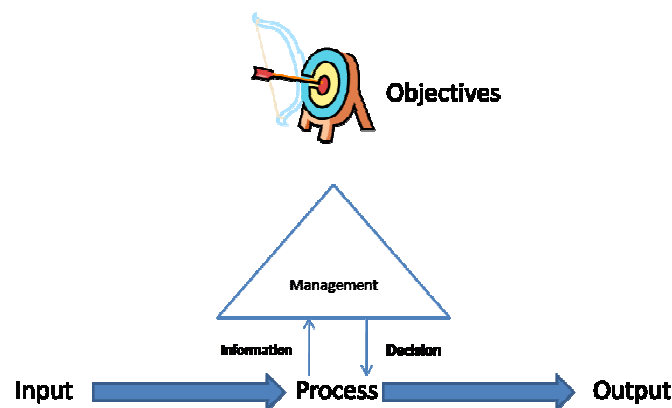 Objectives
Management
Information Decision
Input Process Output